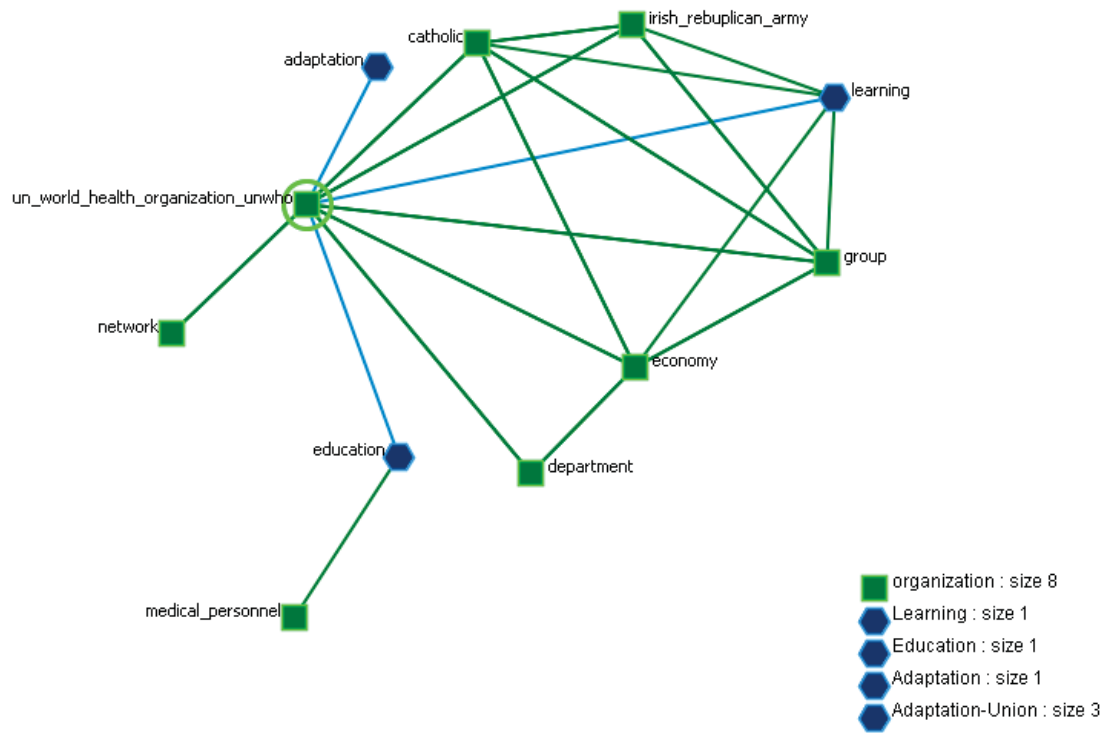 irish_rebuplican_army
catholic
adaptation
learning
un_world_health_organization_unwho
group
network
economy
education
department
medical_personnel
organization : size 8
Learning : size 1
Education : size 1
Adaptation : size 1
Adaptation-Union : size 3